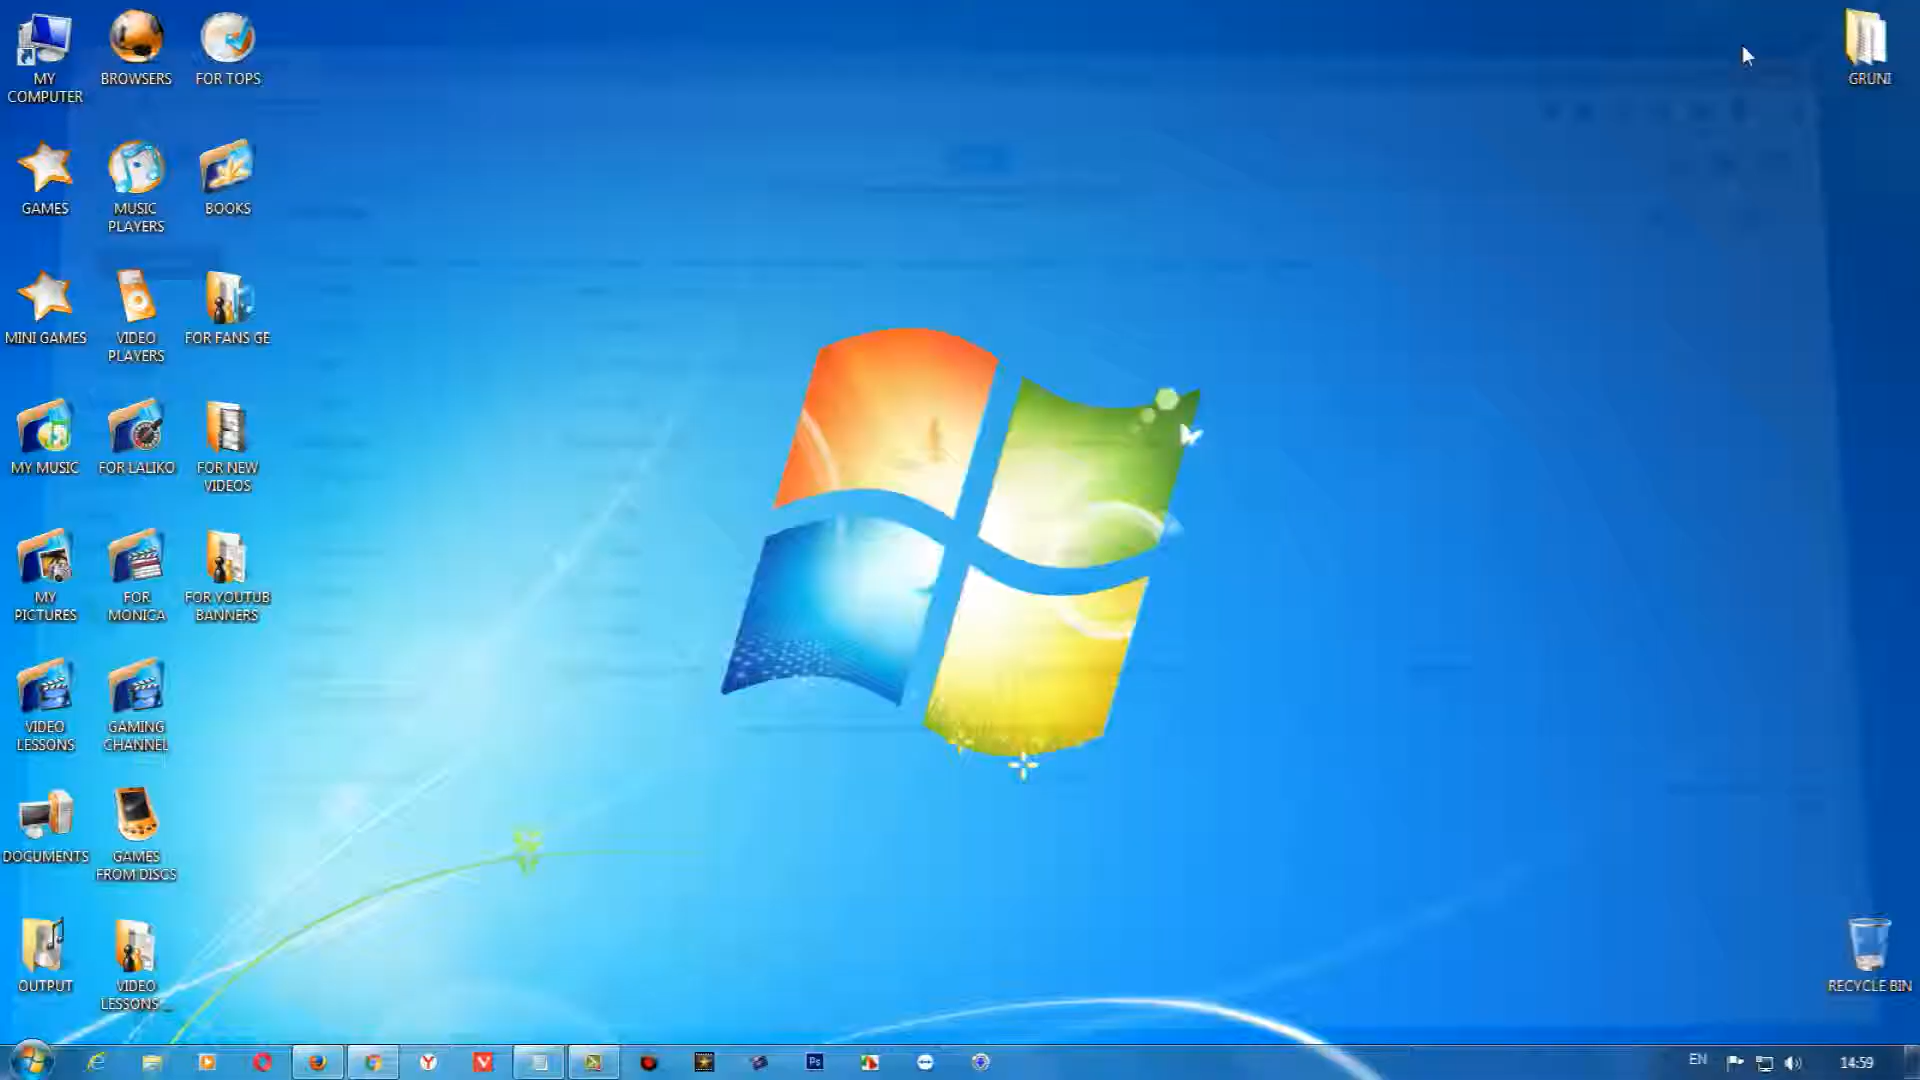 MY
COMPUTER
BROWSERS
FOR TOPS
GRUNI
GAMES
MUSIC
PLAYERS
BOOKS
MINI GAMES
VIDEO
PLAYERS
FOR FANS GE
MY MUSIC
FOR LALIKO
FOR NEW
VIDEOS
MY
PICTURES
FOR
MONICA
FOR YOUTUB
BANNERS
VIDEO
LESSONS
GAMING
CHANNEL
DOCUMENTS
GAMES
FROM DISCS
OUTPUT
VIDEO
LESSONS ...
RECYCLE BIN
Ps
EN
14:59